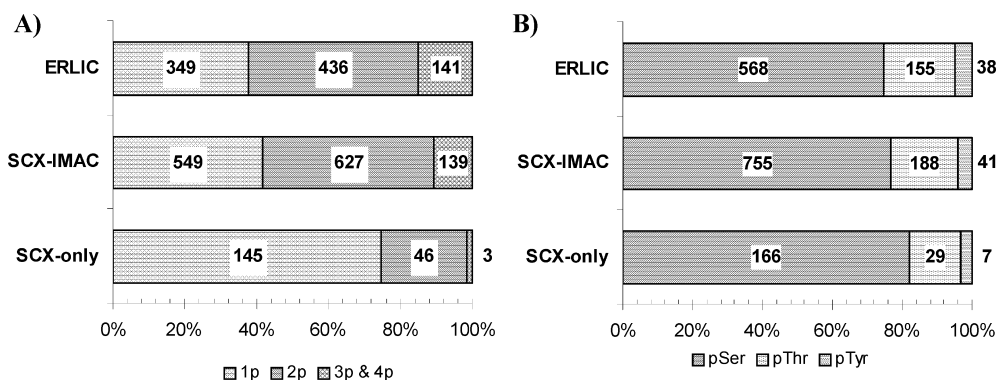 A)
ERLIC 349 436 141
SCX-IMAC 549 627 139
SCX-only 145 46 3
0% 20% 40% 60% 80% 100%
1p 2p 3p & 4p
B)
ERLIC 568 155 38
SCX-IMAC 755 188 41
SCX-only 166 29 7
0% 20% 40% 60% 80% 100%
pSer pThr pTyr